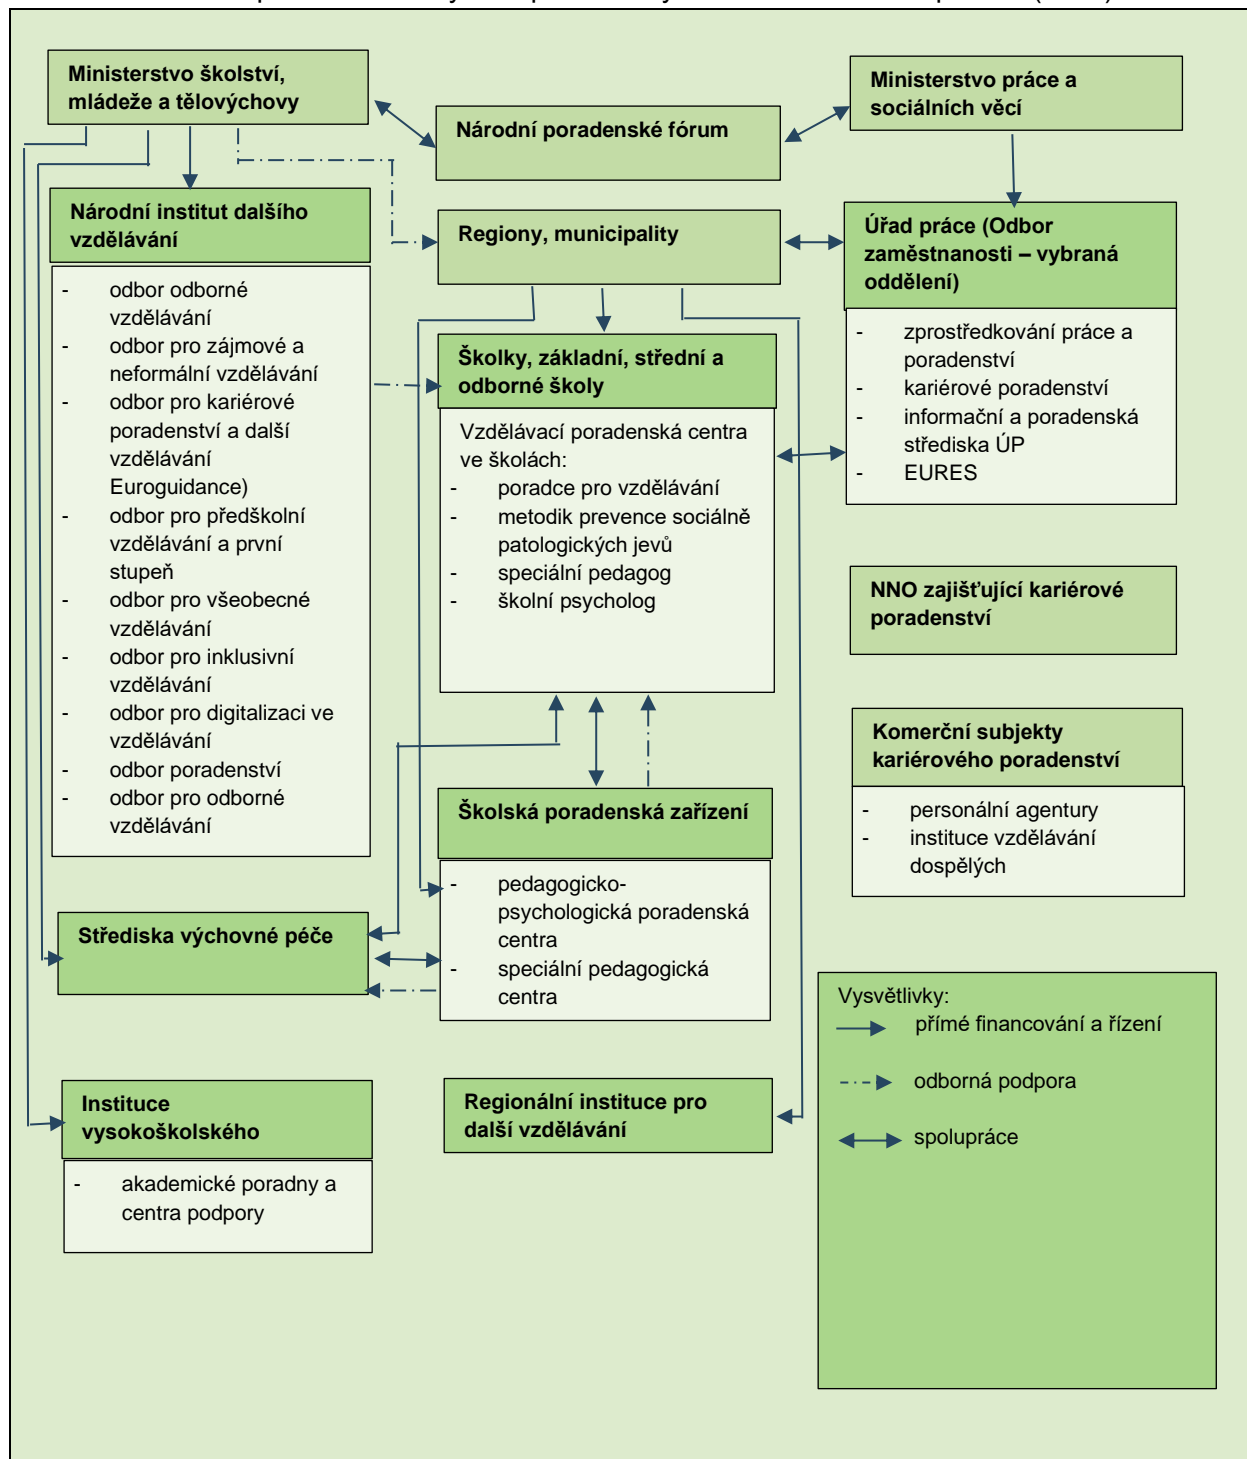 Ministerstvo školství,
mládeže a tělovýchovy
Národní poradenské fórum
Ministerstvo práce a
sociálních věcí
Národní institut dalšího
vzdělávání
- odbor odborné
vzdělávání
- odbor pro zájmové a
neformální vzdělávání
- odbor pro kariérové
poradenství a další
vzdělávání
Euroguidance)
- odbor pro předškolní
vzdělávání a první
stupeň
- odbor pro všeobecné
vzdělávání
- odbor pro inklusivní
vzdělávání
- odbor pro digitalizaci ve
vzdělávání
- odbor poradenství
- odbor pro odborné
vzdělávání
Regiony, municipality
Úřad práce (Odbor
zaměstnanosti – vybraná
oddělení)
- zprostředkování práce a
poradenství
- kariérové poradenství
- informační a poradenská
střediska ÚP
- EURES
Školky, základní, střední a
odborné školy
Vzdělávací poradenská centra
ve školách:
- poradce pro vzdělávání
- metodik prevence sociálně
patologických jevů
- speciální pedagog
- školní psycholog
NNO zajišťující kariérové
poradenství
Komerční subjekty
kariérového poradenství
- personální agentury
- instituce vzdělávání
dospělých
Školská poradenská zařízení
- pedagogicko-
psychologická poradenská
centra
- speciální pedagogická
centra
Střediska výchovné péče
Instituce
vysokoškolského
- akademické poradny a
centra podpory
Regionální instituce pro
další vzdělávání
Vysvětlivky:
přímé financování a řízení
odborná podpora
spolupráce